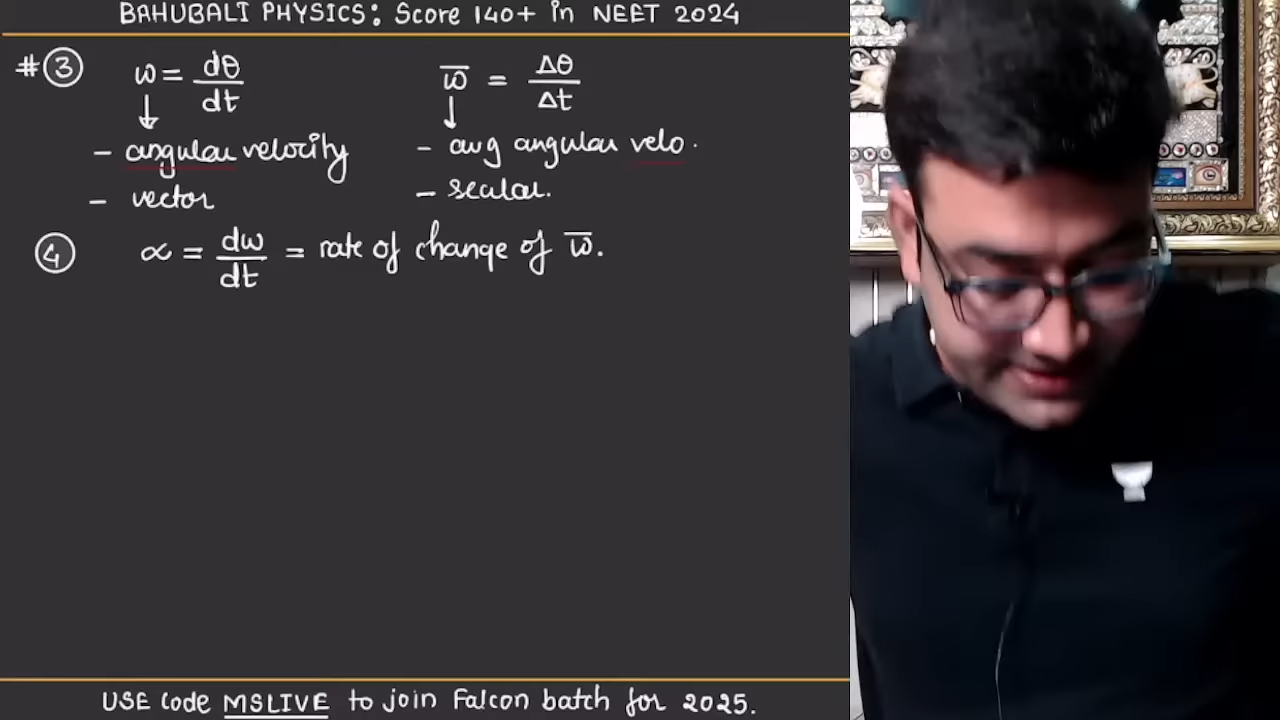 BAHUBALI PHYSICS: Score 140+ in NEET 2024
#③ ω = dθ/dt    ω̅ = Δθ/Δt
↓    ↓
- angular velocity    - avg angular velo.
- vector    - scalar.
④ α = dω/dt = rate of change of ω̅.
USE Code MSLIVE to join Falcon batch for 2025.